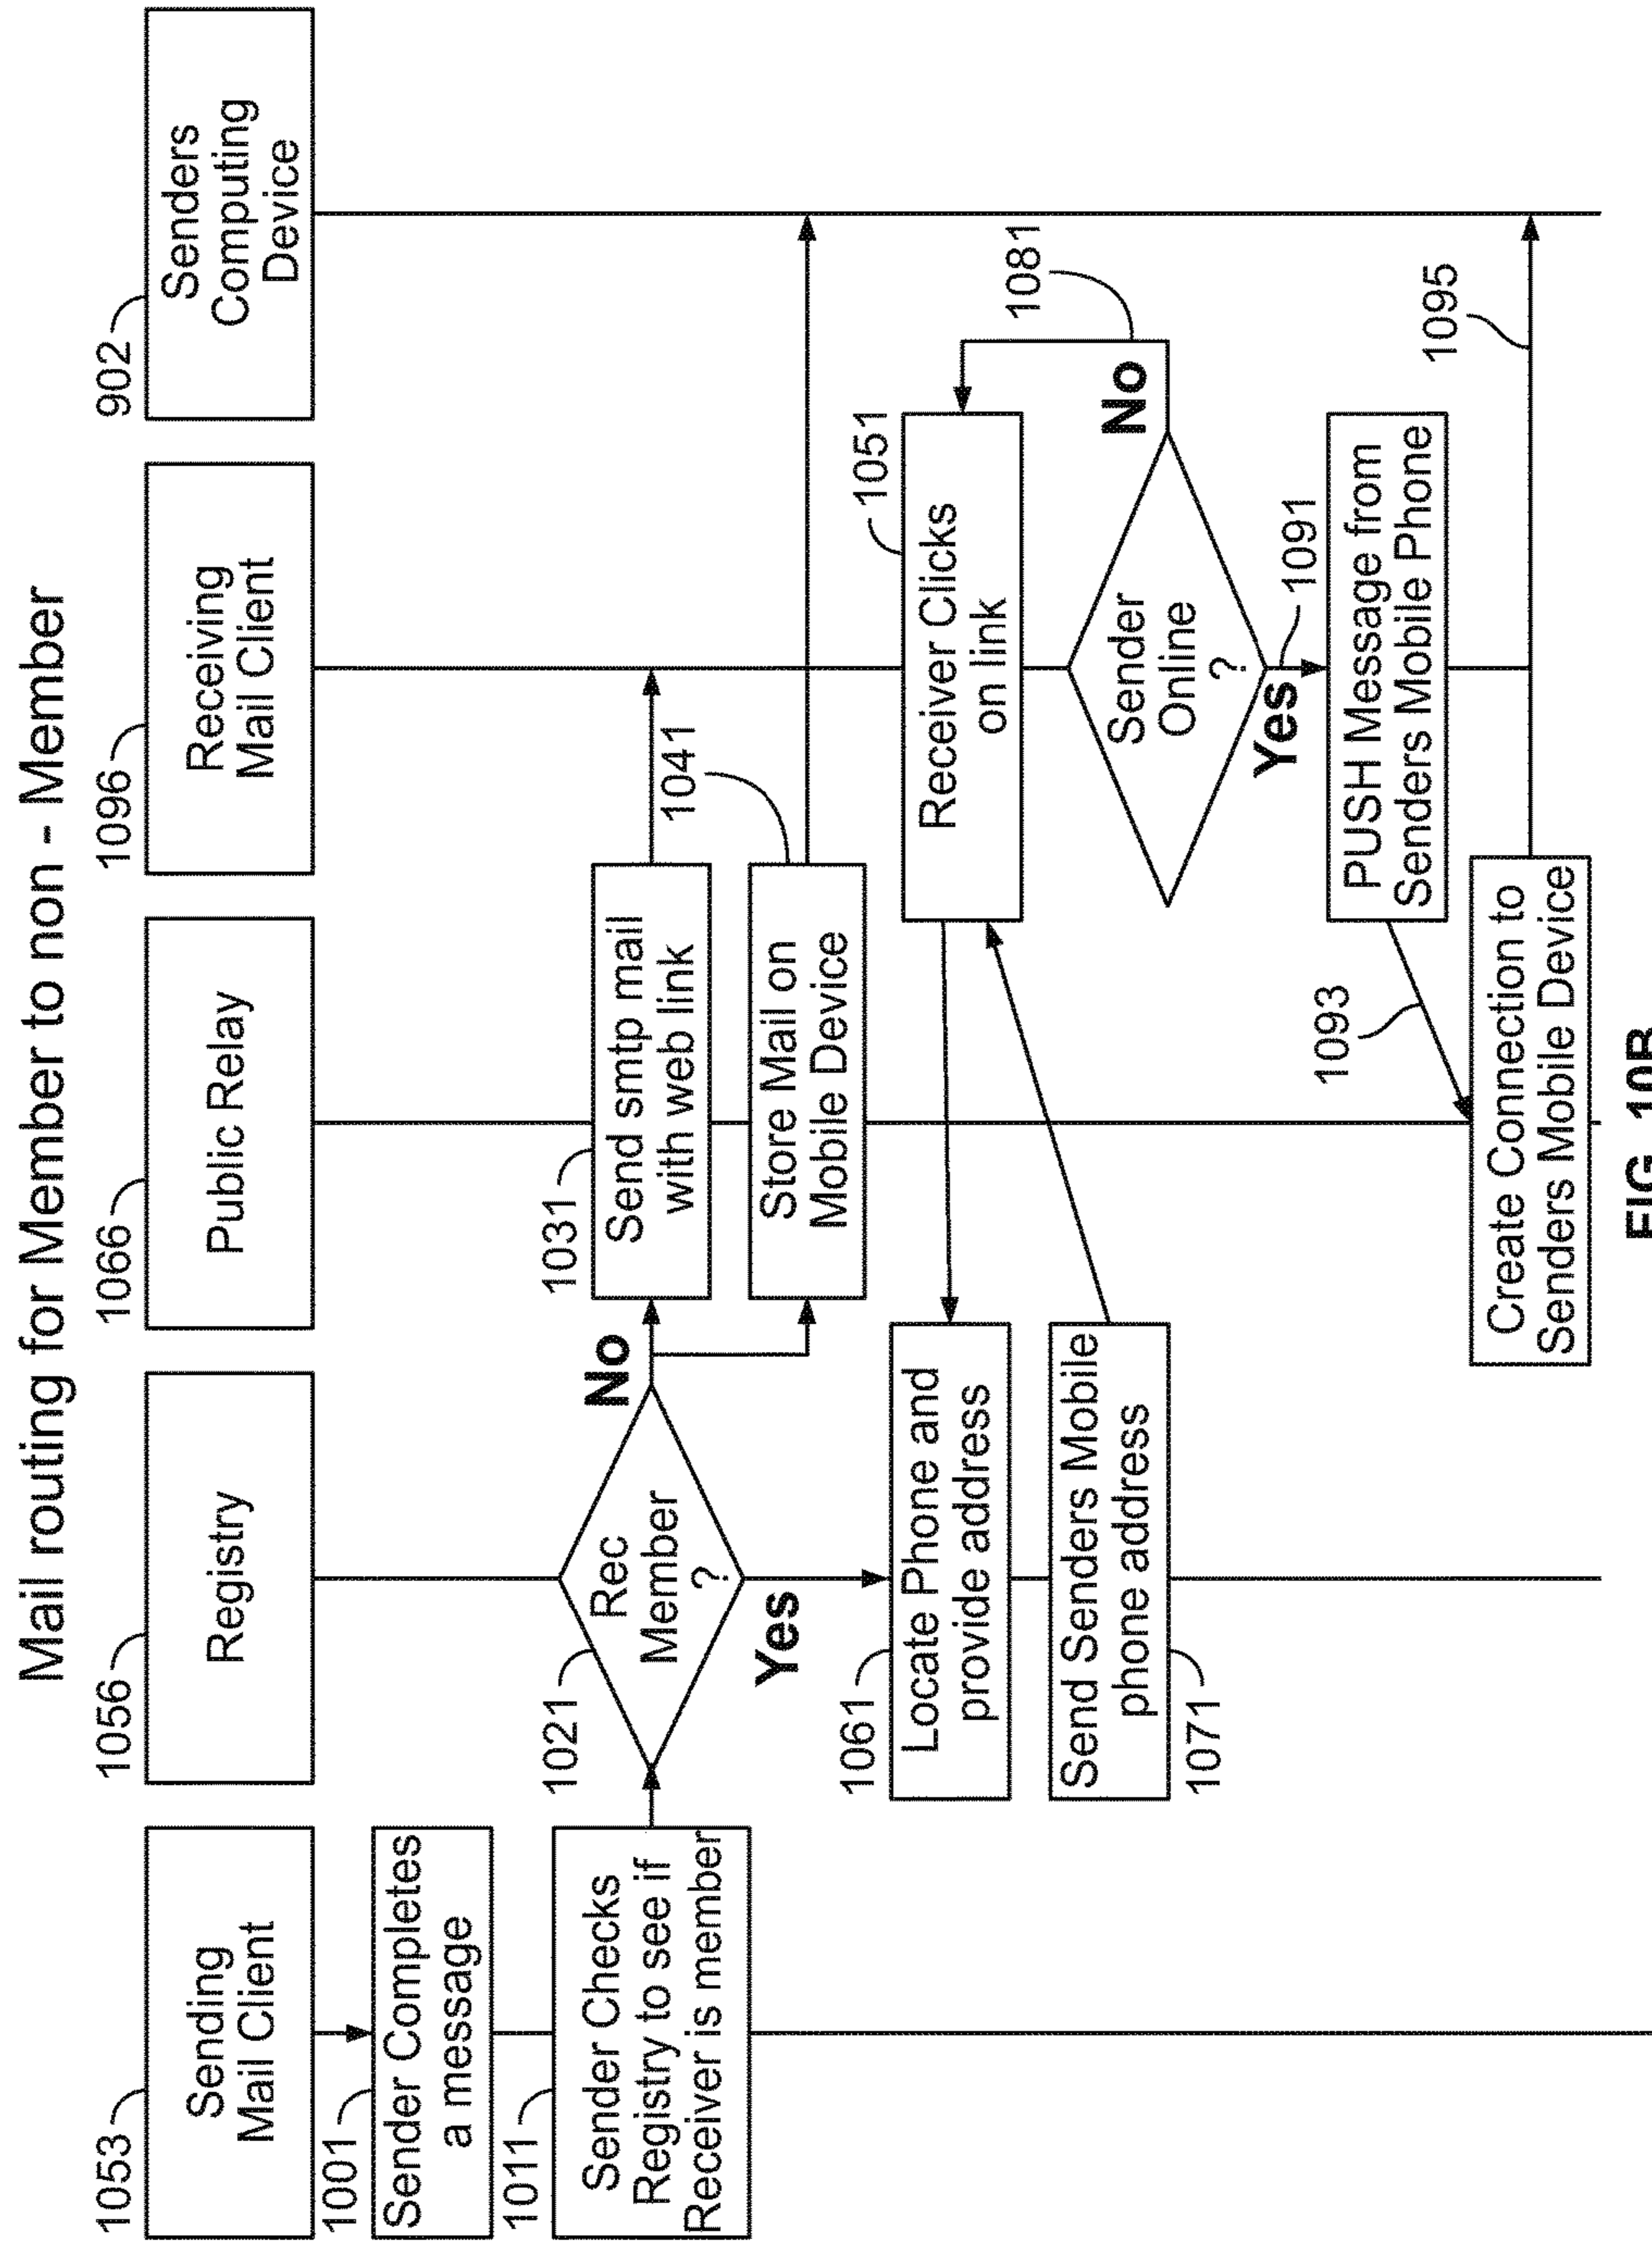 Mail routing for Member to non - Member
1053
Sending
Mail Client
1056
Registry
1066
Public Relay
1096
Receiving
Mail Client
902
Senders
Computing
Device
1001
Sender Completes
a message
1011
Sender Checks
Registry to see if
Receiver is member
1021
Rec
Member
?
No
Yes
1031
Send smtp mail
with web link
1041
Store Mail on
Mobile Device
1051
Receiver Clicks
on link
1061
Locate Phone and
provide address
1071
Send Senders Mobile
phone address
Sender
Online
?
No
1081
Yes
1091
PUSH Message from
Senders Mobile Phone
1093
Create Connection to
Senders Mobile Device
1095
FIG. 10B